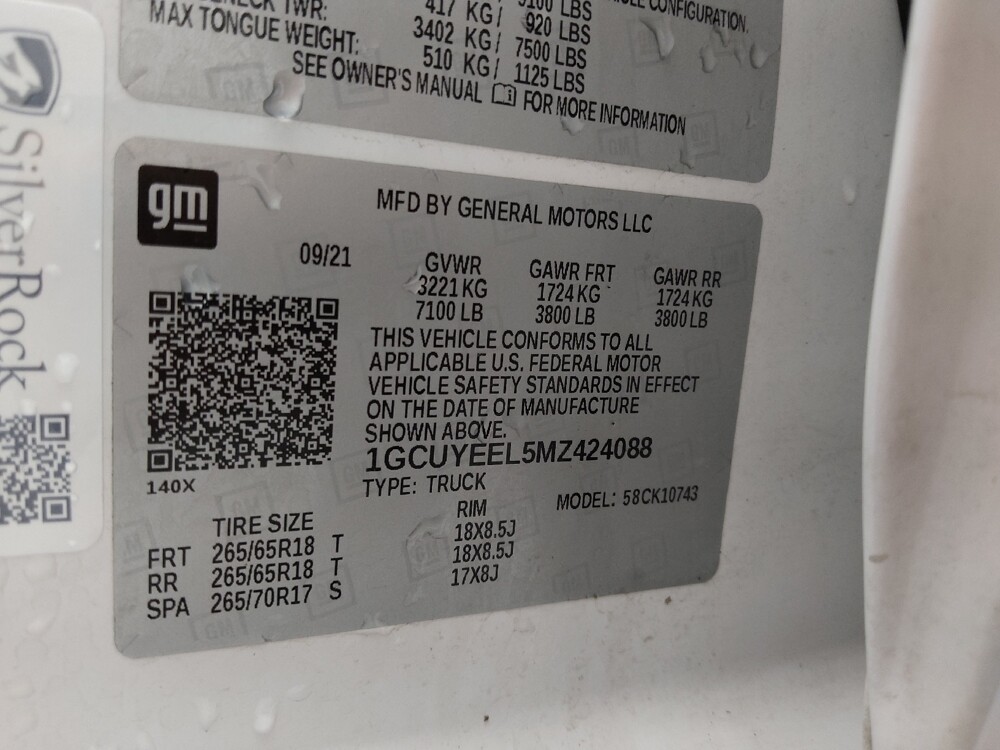 TWR:
417 KG/ 920 LBS
MAX TONGUE WEIGHT:
3402 KG/ 7500 LBS
510 KG/ 1125 LBS
CONFIGURATION.
SEE OWNER'S MANUAL FOR MORE INFORMATION
SilverRock
gm
MFD BY GENERAL MOTORS LLC
09/21
GVWR GAWR FRT GAWR RR
3221 KG 1724 KG 1724 KG
7100 LB 3800 LB 3800 LB
THIS VEHICLE CONFORMS TO ALL
APPLICABLE U.S. FEDERAL MOTOR
VEHICLE SAFETY STANDARDS IN EFFECT
ON THE DATE OF MANUFACTURE
SHOWN ABOVE.
1GCUYEEL5MZ424088
140X
TYPE: TRUCK MODEL: 58CK10743
TIRE SIZE RIM
FRT 265/65R18 T 18X8.5J
RR 265/65R18 T 18X8.5J
SPA 265/70R17 S 17X8J